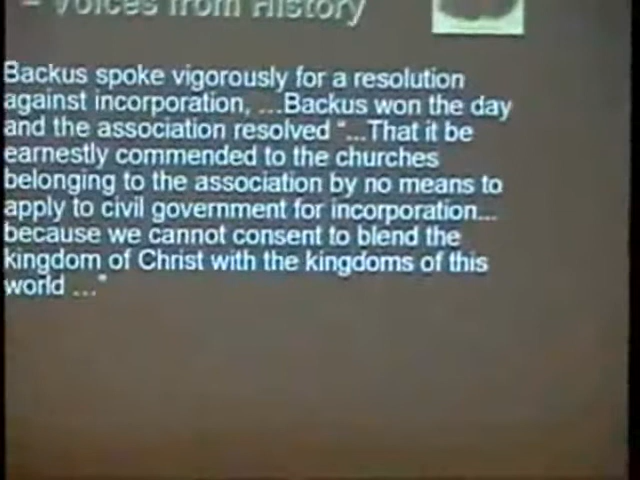 – Voices from History
Backus spoke vigorously for a resolution
against incorporation, ...Backus won the day
and the association resolved “...That it be
earnestly commended to the churches
belonging to the association by no means to
apply to civil government for incorporation...
because we cannot consent to blend the
kingdom of Christ with the kingdoms of this
world ...”